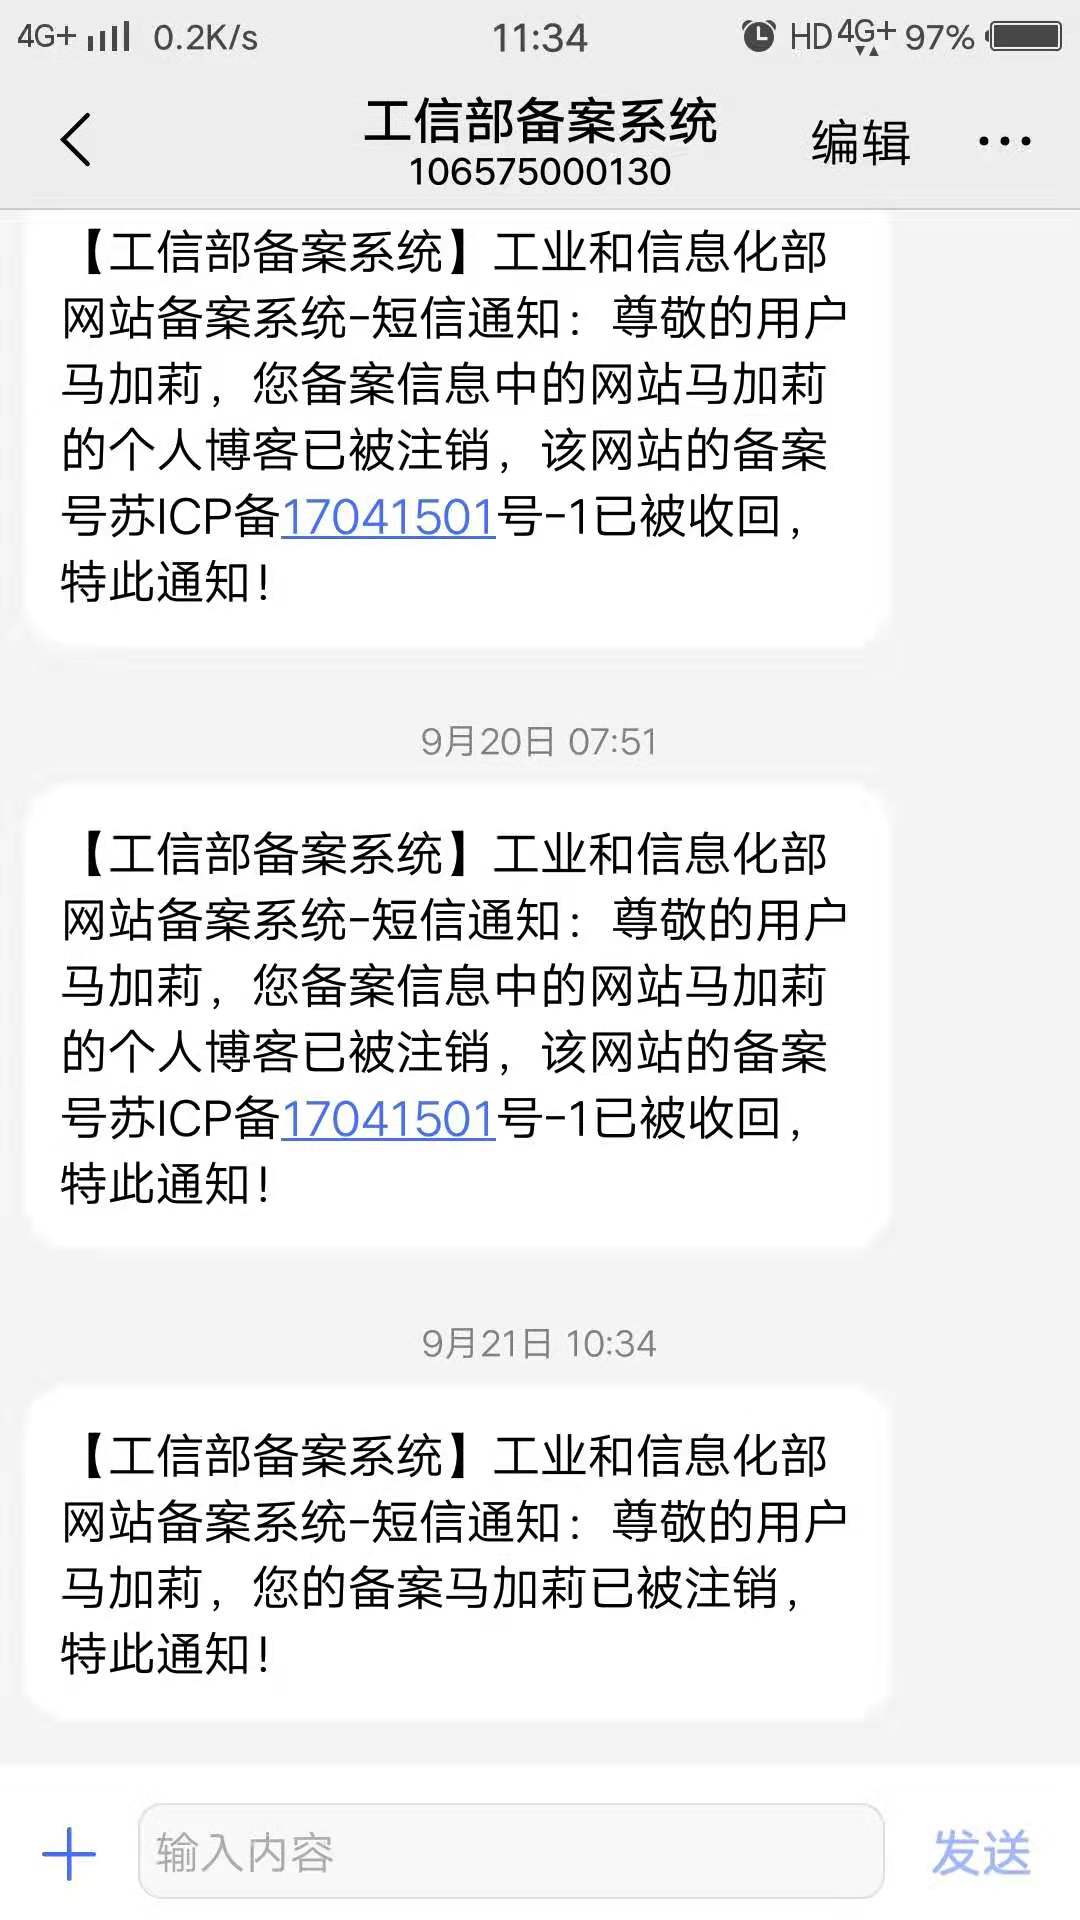 4G+ 0.2K/s 11:34 HD 4G+ 97%
工信部备案系统 编辑
106575000130
【工信部备案系统】工业和信息化部
网站备案系统-短信通知：尊敬的用户
马加莉，您备案信息中的网站马加莉
的个人博客已被注销，该网站的备案
号苏ICP备17041501号-1已被收回，
特此通知！
9月20日 07:51
【工信部备案系统】工业和信息化部
网站备案系统-短信通知：尊敬的用户
马加莉，您备案信息中的网站马加莉
的个人博客已被注销，该网站的备案
号苏ICP备17041501号-1已被收回，
特此通知！
9月21日 10:34
【工信部备案系统】工业和信息化部
网站备案系统-短信通知：尊敬的用户
马加莉，您的备案马加莉已被注销，
特此通知！
输入内容 发送